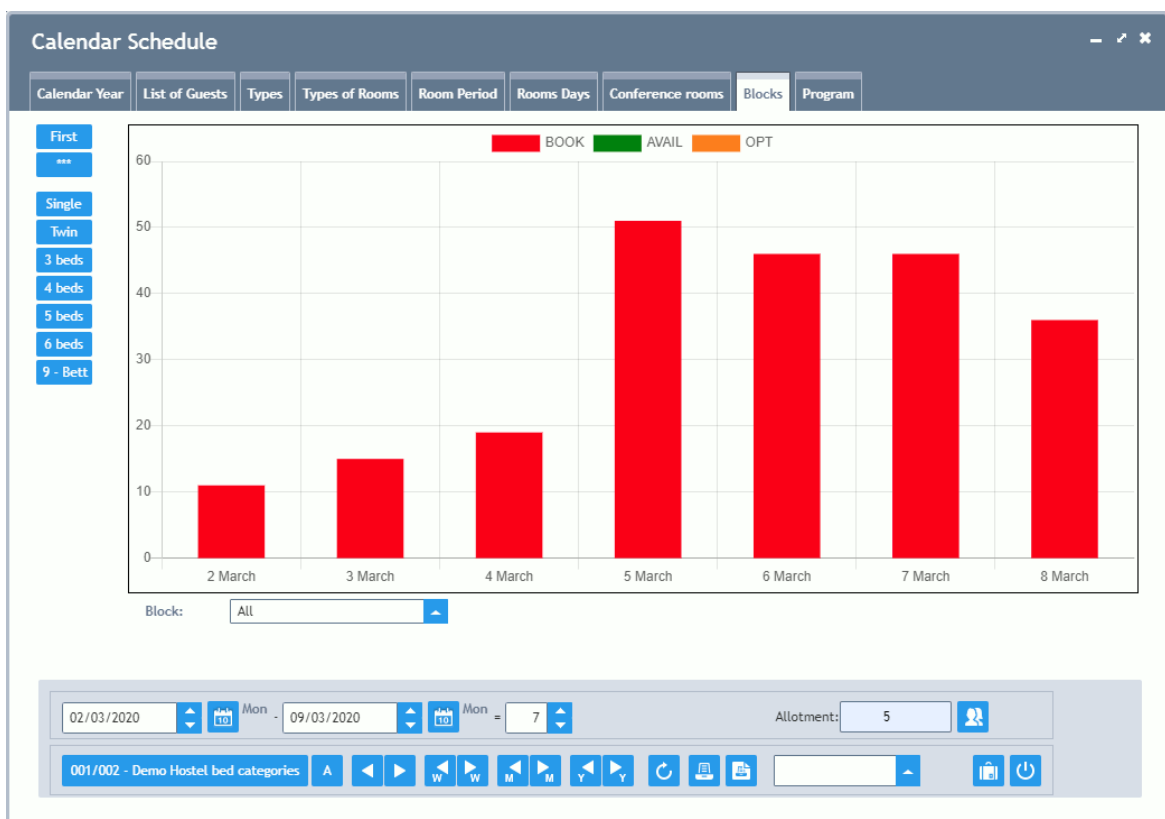 Calendar Schedule
Calendar Year List of Guests Types Types of Rooms Room Period Rooms Days Conference rooms Blocks Program
First
***
Single
Twin
3 beds
4 beds
5 beds
6 beds
9 - Bett
BOOK AVAIL OPT
60
50
40
30
20
10
0
2 March 3 March 4 March 5 March 6 March 7 March 8 March
Block: All
02/03/2020 10 Mon - 09/03/2020 10 Mon = 7 Allotment: 5
001/002 - Demo Hostel bed categories A W W M M Y Y